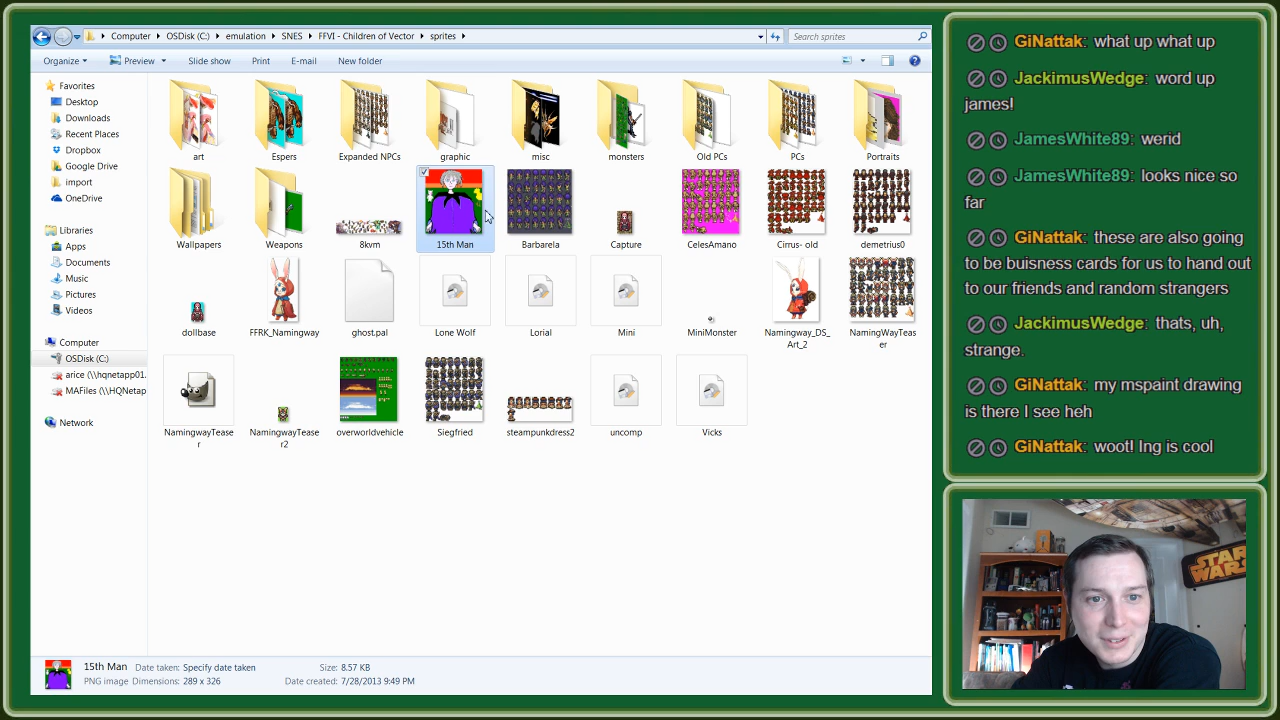 Computer ▸ OSDisk (C:) ▸ emulation ▸ SNES ▸ FFVI - Children of Vector ▸ sprites ▸
Search sprites
Organize Preview Slide show Print E-mail New folder
Favorites
Desktop
Downloads
Recent Places
Dropbox
Google Drive
import
OneDrive
Libraries
Apps
Documents
Music
Pictures
Videos
Computer
OSDisk (C:)
arice (\\hqnetapp01.
MAFiles (\\HQNetap
Network
art Espers Expanded NPCs graphic misc monsters Old PCs PCs Portraits
Wallpapers Weapons 8kvm 15th Man Barbarela Capture CelesAmano Cirrus- old demetrius0
dollbase FFRK_Namingway ghost.pal Lone Wolf Lorial Mini MiniMonster Namingway_DS_
Art_2 NamingWayTeas
er
NamingwayTease
r NamingwayTease
r2 overworldvehicle Siegfried steampunkdress2 uncomp Vicks
15th Man Date taken: Specify date taken Size: 8.57 KB
PNG image Dimensions: 289 x 326 Date created: 7/28/2013 9:49 PM
GiNattak: what up what up
JackimusWedge: word up
james!
JamesWhite89: werid
JamesWhite89: looks nice so
far
GiNattak: these are also going
to be buisness cards for us to hand out
to our friends and random strangers
JackimusWedge: thats, uh,
strange.
GiNattak: my mspaint drawing
is there I see heh
GiNattak: woot! Ing is cool
STAR
WARS